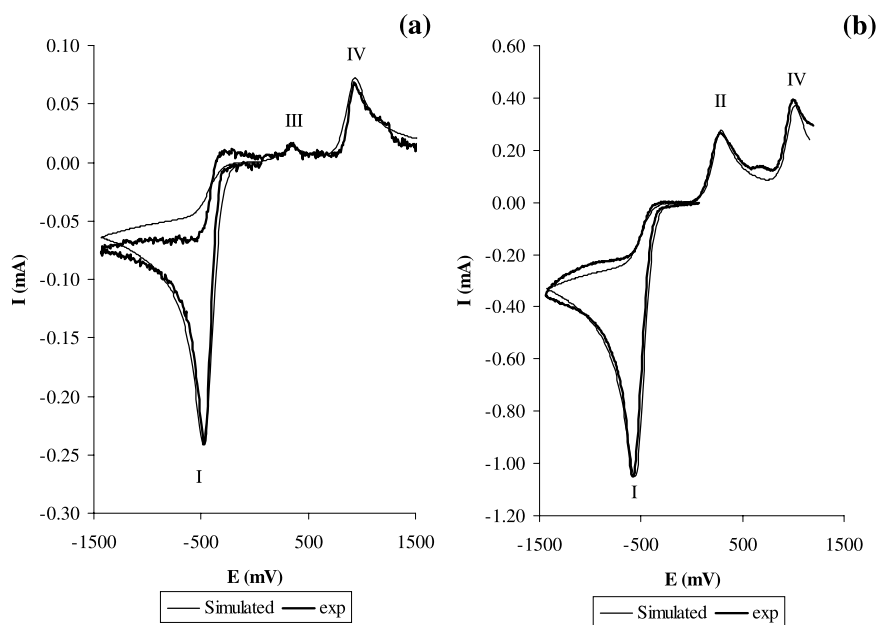 (a)
0.10
0.05
0.00
-0.05
-0.10
-0.15
-0.20
-0.25
-0.30
I (mA)
III
IV
I
-1500 -500 500 1500
E (mV)
Simulated exp
(b)
0.60
0.40
0.20
0.00
-0.20
-0.40
-0.60
-0.80
-1.00
-1.20
I (mA)
II
IV
I
-1500 -500 500 1500
E (mV)
Simulated exp